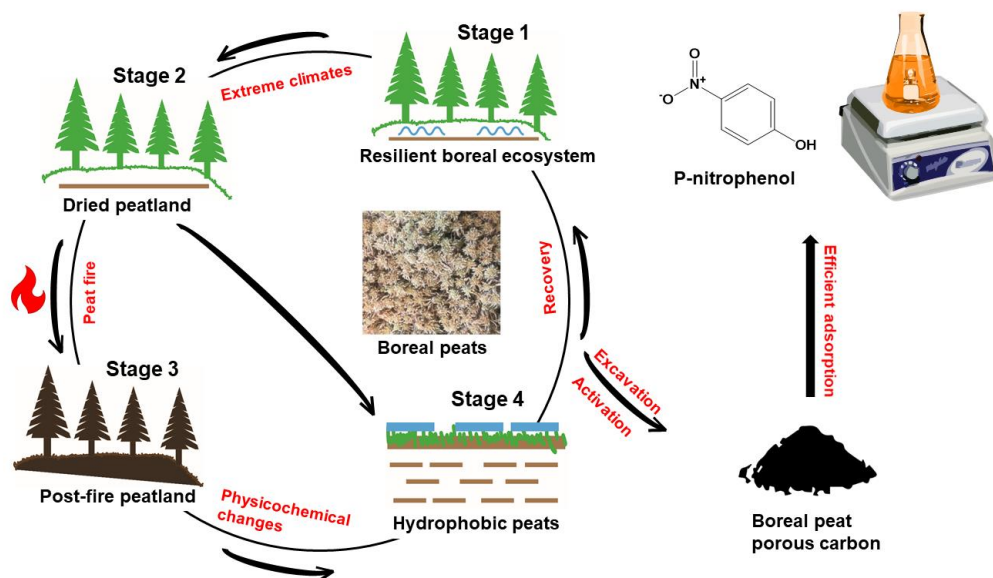 Stage 1
Extreme climates
Resilient boreal ecosystem
Stage 2
Dried peatland
Peat fire
Stage 3
Post-fire peatland
Physicochemical
changes
Stage 4
Hydrophobic peats
Boreal peats
Recovery
Excavation
Activation
O
N+
-O
OH
P-nitrophenol
Efficient adsorption
Boreal peat
porous carbon